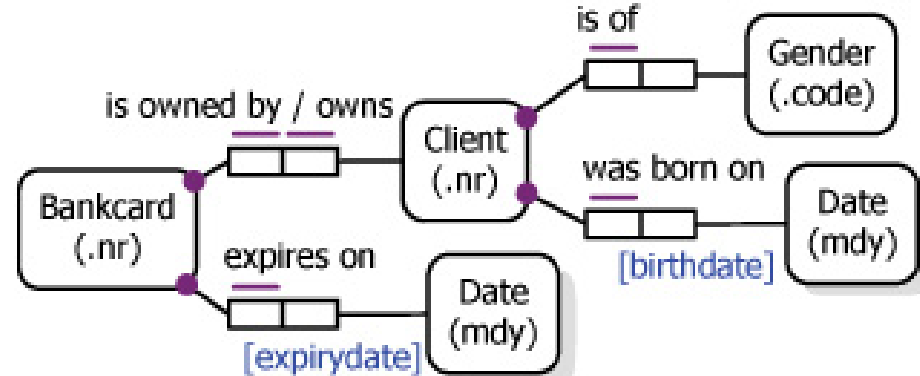 is of
Gender
(.code)
is owned by / owns
Client
(.nr)
was born on
Date
(mdy)
[birthdate]
Bankcard
(.nr)
expires on
Date
(mdy)
[expirydate]